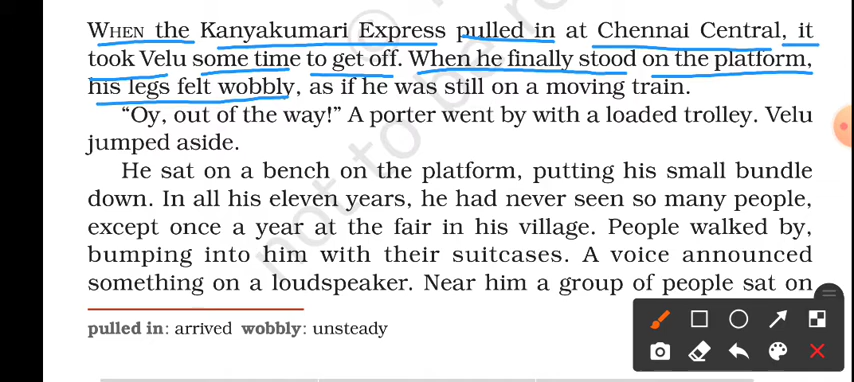 WHEN the Kanyakumari Express pulled in at Chennai Central, it
took Velu some time to get off. When he finally stood on the platform,
his legs felt wobbly, as if he was still on a moving train.
“Oy, out of the way!” A porter went by with a loaded trolley. Velu
jumped aside.
He sat on a bench on the platform, putting his small bundle
down. In all his eleven years, he had never seen so many people,
except once a year at the fair in his village. People walked by,
bumping into him with their suitcases. A voice announced
something on a loudspeaker. Near him a group of people sat on
pulled in: arrived wobbly: unsteady
not to be re